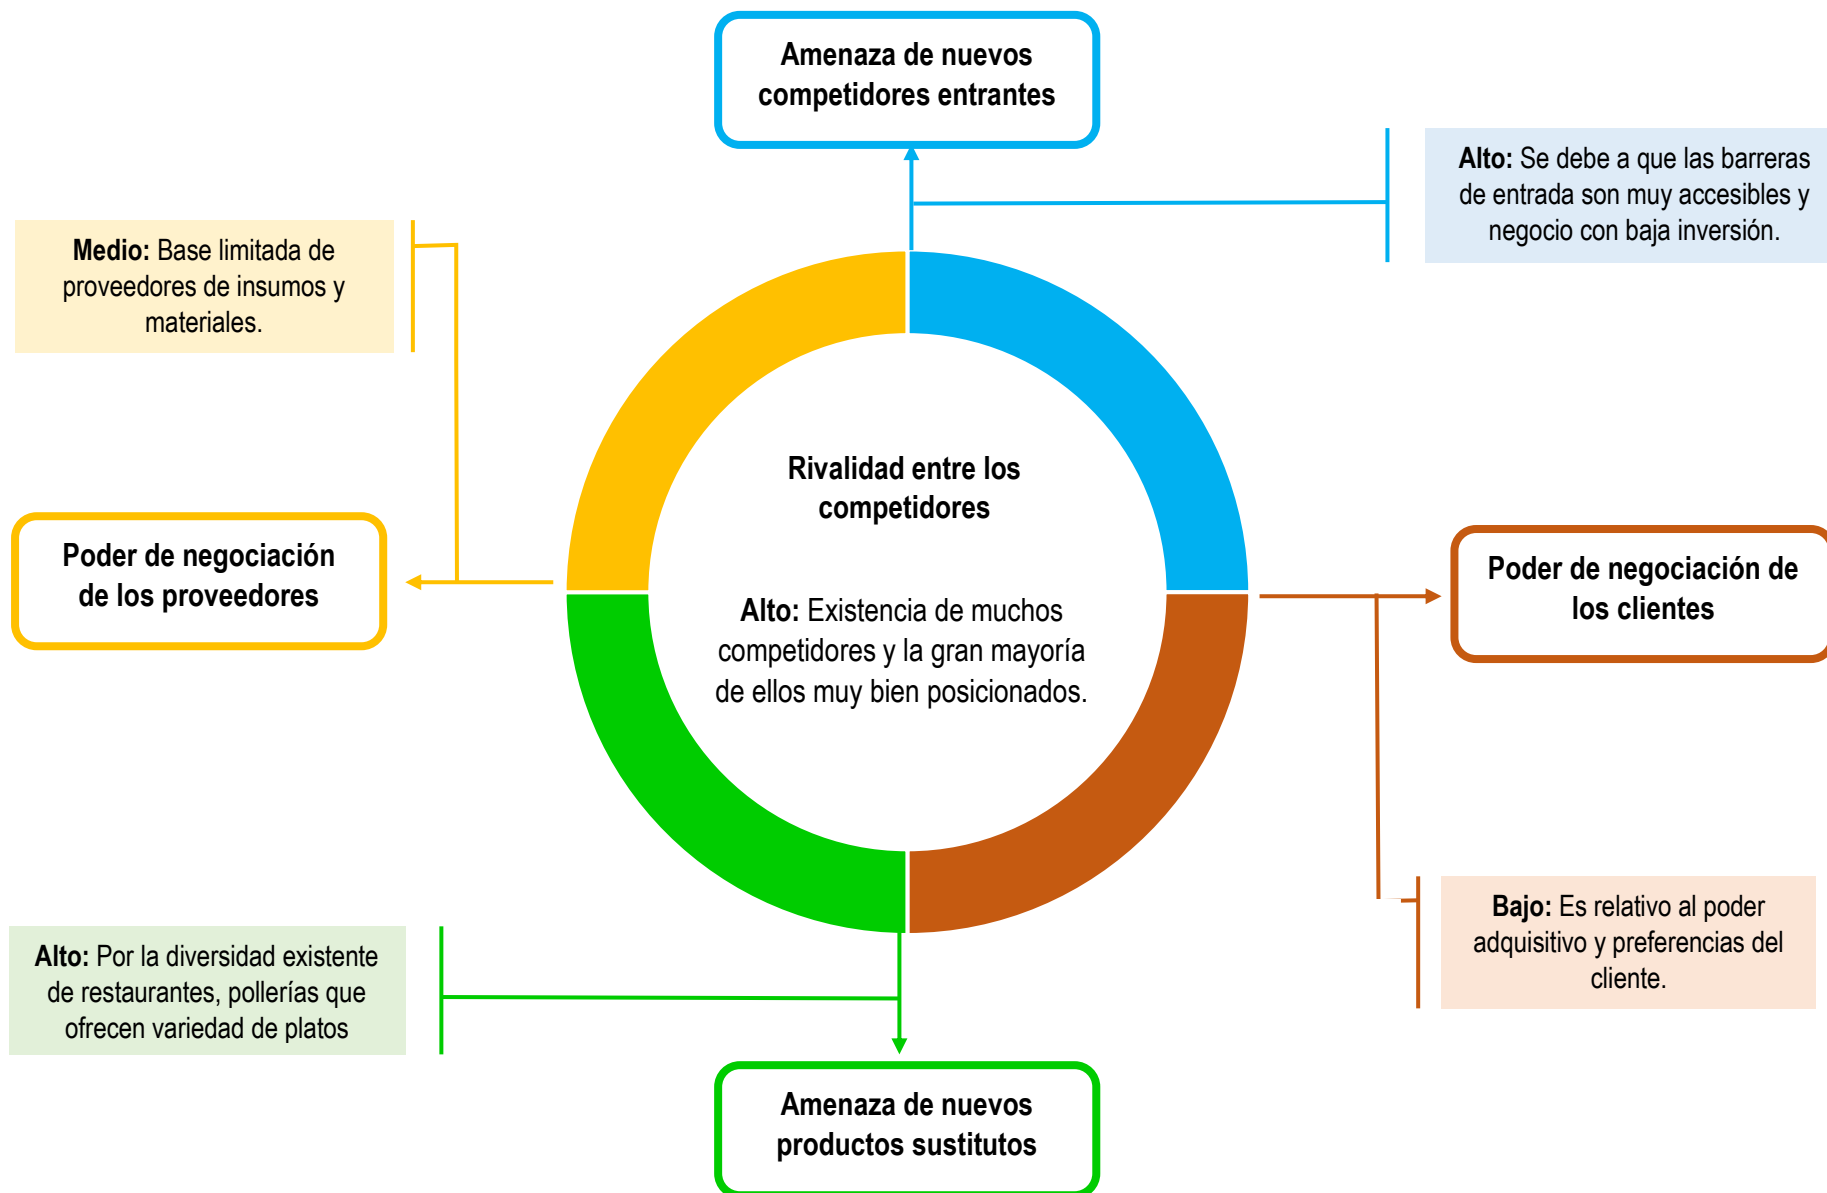 Amenaza de nuevos
competidores entrantes
Alto: Se debe a que las barreras
de entrada son muy accesibles y
negocio con baja inversión.
Medio: Base limitada de
proveedores de insumos y
materiales.
Rivalidad entre los
competidores
Alto: Existencia de muchos
competidores y la gran mayoría
de ellos muy bien posicionados.
Poder de negociación
de los proveedores
Poder de negociación de
los clientes
Bajo: Es relativo al poder
adquisitivo y preferencias del
cliente.
Alto: Por la diversidad existente
de restaurantes, pollerías que
ofrecen variedad de platos
Amenaza de nuevos
productos sustitutos